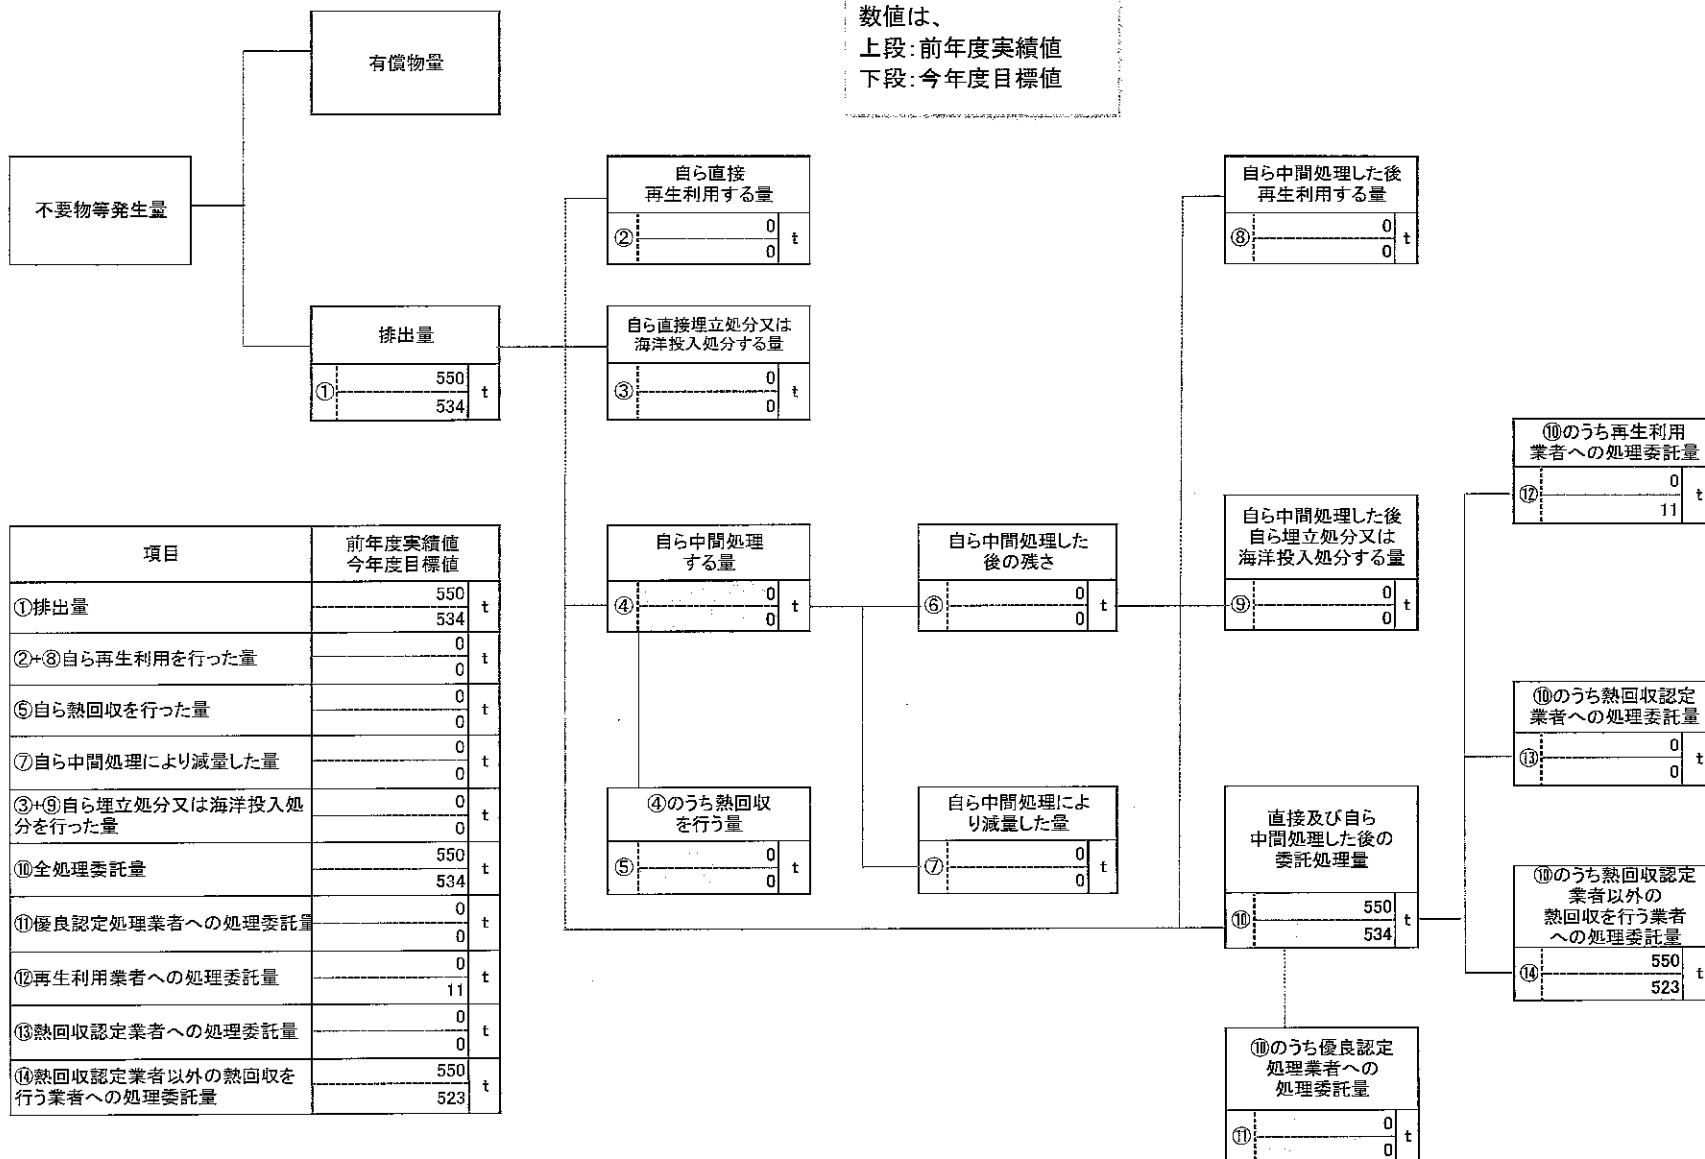 数値は、
上段:前年度実績値
下段:今年度目標値
有償物量
不要物等発生量
排出量
①
550
534
t
自ら直接
再生利用する量
②
0
0
t
自ら直接埋立処分又は
海洋投入処分する量
③
0
0
t
自ら中間処理
する量
④
0
0
t
④のうち熱回収
を行う量
⑤
0
0
t
自ら中間処理した
後の残さ
⑥
0
0
t
自ら中間処理によ
り減量した量
⑦
0
0
t
自ら中間処理した後
再生利用する量
⑧
0
0
t
自ら中間処理した後
自ら埋立処分又は
海洋投入処分する量
⑨
0
0
t
直接及び自ら
中間処理した後の
委託処理量
⑩
550
534
t
⑩のうち優良認定
処理業者への
処理委託量
⑪
0
0
t
⑩のうち再生利用
業者への処理委託量
⑫
0
11
t
⑩のうち熱回収認定
業者への処理委託量
⑬
0
0
t
⑩のうち熱回収認定
業者以外の
熱回収を行う業者
への処理委託量
⑭
550
523
t
項目
前年度実績値
今年度目標値
①排出量
550
534
t
②+⑧自ら再生利用を行った量
0
0
t
⑤自ら熱回収を行った量
0
0
t
⑦自ら中間処理により減量した量
0
0
t
③+⑨自ら埋立処分又は海洋投入処
分を行った量
0
0
t
⑩全処理委託量
550
534
t
⑪優良認定処理業者への処理委託量
0
0
t
⑫再生利用業者への処理委託量
0
11
t
⑬熱回収認定業者への処理委託量
0
0
t
⑭熱回収認定業者以外の熱回収を
行う業者への処理委託量
550
523
t